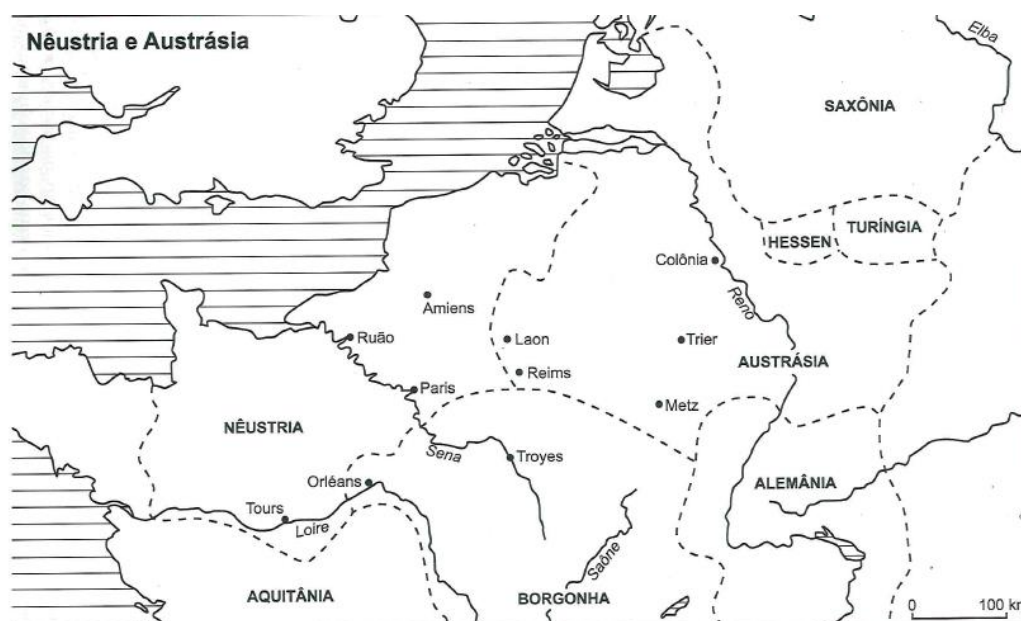 Nêustria e Austrásia
Elba
SAXÔNIA
HESSEN
TURÍNGIA
Colônia
Reno
Amiens
Ruão
Laon
Trier
AUSTRÁSIA
Reims
Paris
Metz
NÊUSTRIA
Sena
Troyes
Orléans
ALEMÂNIA
Tours
Loire
Saône
AQUITÂNIA
BORGONHA
0 100 km